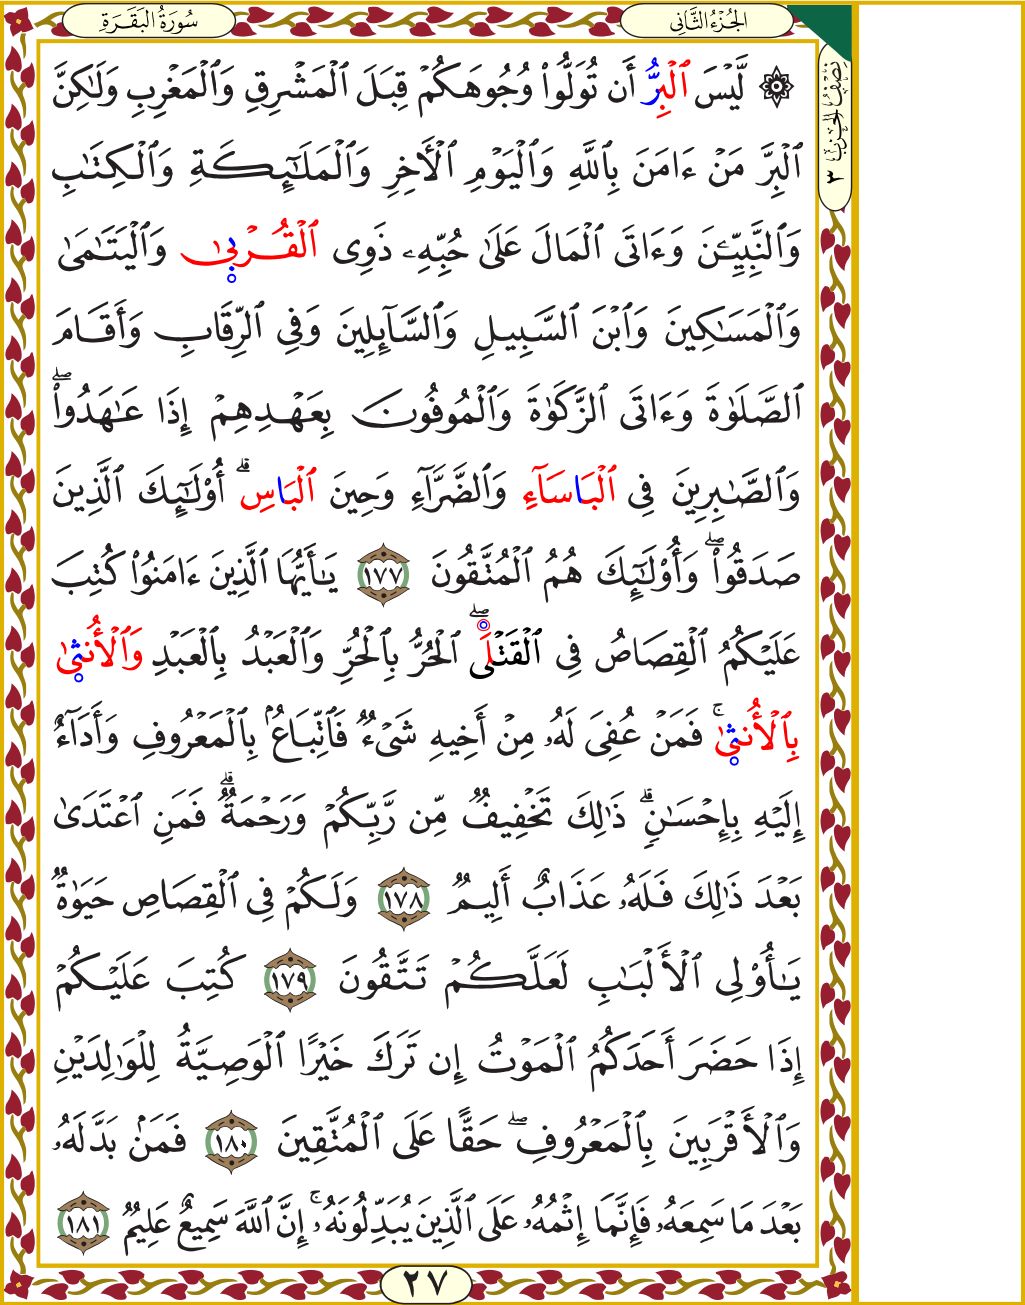 سُورَةُ البَقَرَةِ
الجُزْءُ الثَّانِى
نِصْفُ الحِزْبِ ٣
۞ لَّيْسَ ٱلْبِرُّ أَن تُوَلُّوا۟ وُجُوهَكُمْ قِبَلَ ٱلْمَشْرِقِ وَٱلْمَغْرِبِ وَلَـٰكِنَّ
ٱلْبِرَّ مَنْ ءَامَنَ بِٱللَّهِ وَٱلْيَوْمِ ٱلْأَخِرِ وَٱلْمَلَـٰٓئِكَةِ وَٱلْكِتَـٰبِ
وَٱلنَّبِيِّـۧنَ وَءَاتَى ٱلْمَالَ عَلَىٰ حُبِّهِۦ ذَوِى ٱلْقُرْبِىٰ وَٱلْيَتَـٰمَىٰ
وَٱلْمَسَـٰكِينَ وَٱبْنَ ٱلسَّبِيلِ وَٱلسَّآئِلِينَ وَفِى ٱلرِّقَابِ وَأَقَامَ
ٱلصَّلَوٰةَ وَءَاتَى ٱلزَّكَوٰةَ وَٱلْمُوفُونَ بِعَهْدِهِمْ إِذَا عَـٰهَدُوا۟ۖ
وَٱلصَّـٰبِرِينَ فِى ٱلْبَاسَآءِ وَٱلضَّرَّآءِ وَحِينَ ٱلْبَاسِۗ أُو۟لَـٰٓئِكَ ٱلَّذِينَ
صَدَقُوا۟ۖ وَأُو۟لَـٰٓئِكَ هُمُ ٱلْمُتَّقُونَ ١٧٧ يَـٰٓأَيُّهَا ٱلَّذِينَ ءَامَنُوا۟ كُتِبَ
عَلَيْكُمُ ٱلْقِصَاصُ فِى ٱلْقَتْلَىۖ ٱلْحُرُّ بِٱلْحُرِّ وَٱلْعَبْدُ بِٱلْعَبْدِ وَٱلْأُنثِىٰ
بِٱلْأُنثِىٰۚ فَمَنْ عُفِىَ لَهُۥ مِنْ أَخِيهِ شَىْءٌ فَٱتِّبَاعٌۢ بِٱلْمَعْرُوفِ وَأَدَآءٌ
إِلَيْهِ بِإِحْسَـٰنٍۗ ذَٰلِكَ تَخْفِيفٌ مِّن رَّبِّكُمْ وَرَحْمَةٌۗ فَمَنِ ٱعْتَدَىٰ
بَعْدَ ذَٰلِكَ فَلَهُۥ عَذَابٌ أَلِيمٌ ١٧٨ وَلَكُمْ فِى ٱلْقِصَاصِ حَيَوٰةٌ
يَـٰٓأُو۟لِى ٱلْأَلْبَـٰبِ لَعَلَّكُمْ تَتَّقُونَ ١٧٩ كُتِبَ عَلَيْكُمْ
إِذَا حَضَرَ أَحَدَكُمُ ٱلْمَوْتُ إِن تَرَكَ خَيْرًا ٱلْوَصِيَّةُ لِلْوَٰلِدَيْنِ
وَٱلْأَقْرَبِينَ بِٱلْمَعْرُوفِۖ حَقًّا عَلَى ٱلْمُتَّقِينَ ١٨٠ فَمَنۢ بَدَّلَهُۥ
بَعْدَ مَا سَمِعَهُۥ فَإِنَّمَآ إِثْمُهُۥ عَلَى ٱلَّذِينَ يُبَدِّلُونَهُۥٓۚ إِنَّ ٱللَّهَ سَمِيعٌ عَلِيمٌ ١٨١
٢٧